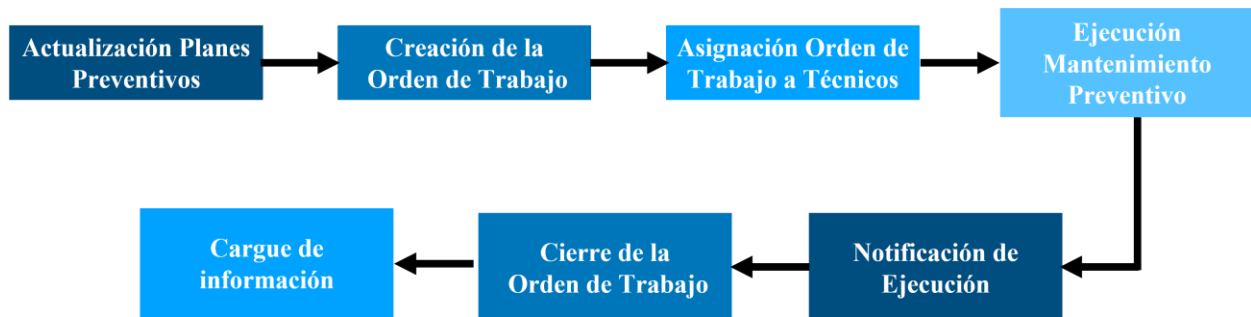 Actualización Planes
Preventivos
Creación de la
Orden de Trabajo
Asignación Orden de
Trabajo a Técnicos
Ejecución
Mantenimiento
Preventivo
Notificación de
Ejecución
Cierre de la
Orden de Trabajo
Cargue de
información